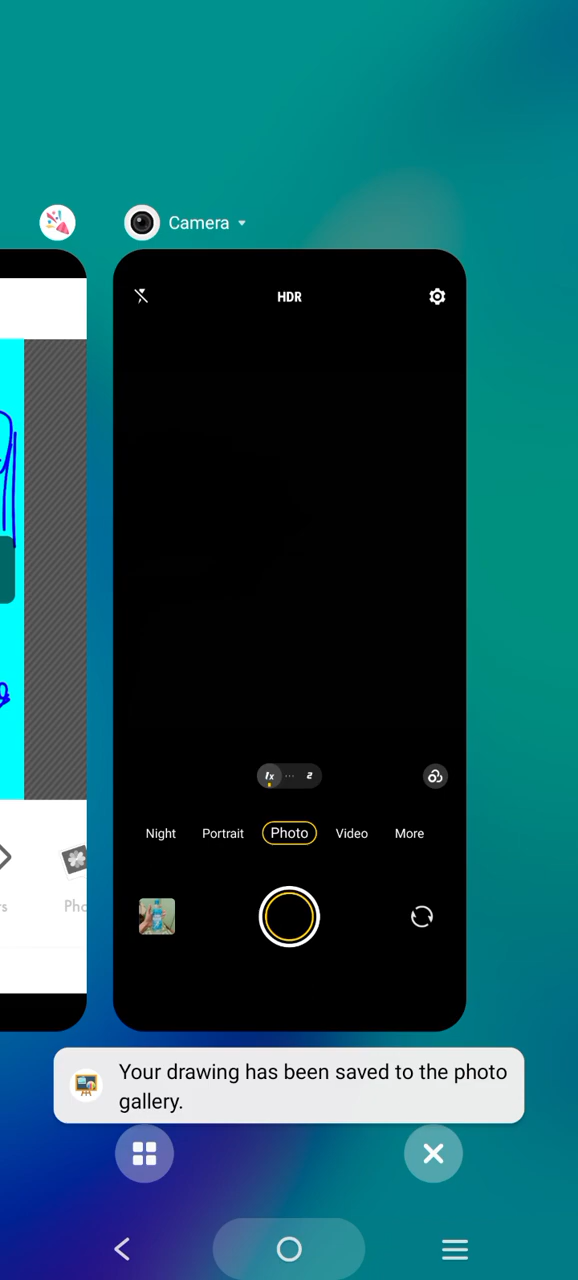 Camera
HDR
1x
2
Night Portrait Photo Video More
Your drawing has been saved to the photo
gallery.